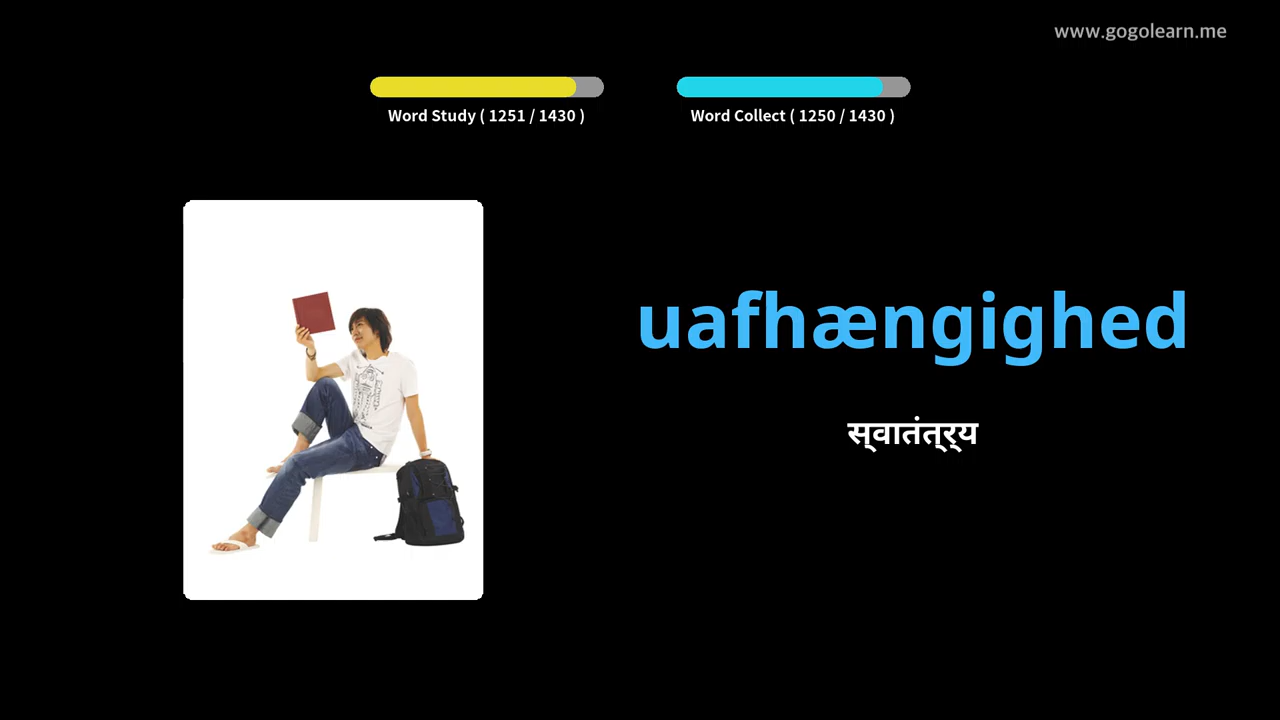 www.gogolearn.me
Word Study ( 1251 / 1430 )
Word Collect ( 1250 / 1430 )
uafhængighed
स्वातंत्र्य